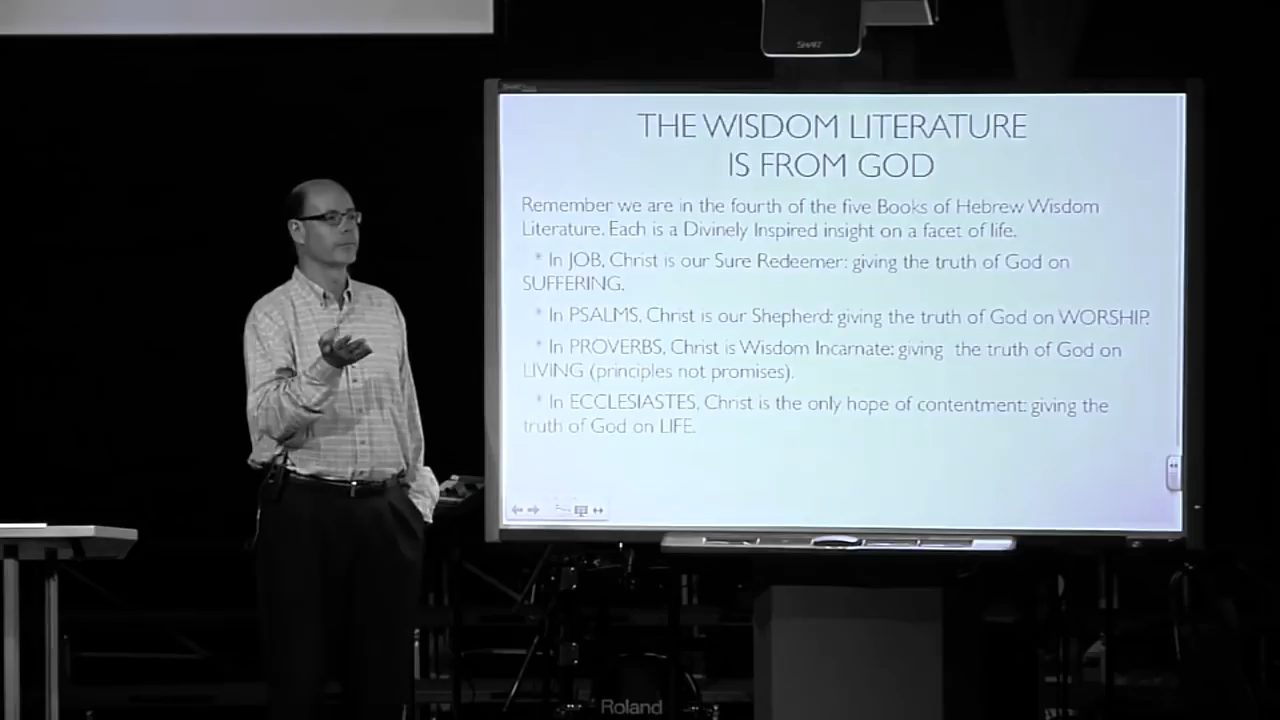 SMART
THE WISDOM LITERATURE
IS FROM GOD
Remember we are in the fourth of the five Books of Hebrew Wisdom
Literature. Each is a Divinely Inspired insight on a facet of life.
* In JOB, Christ is our Sure Redeemer: giving the truth of God on
SUFFERING.
* In PSALMS, Christ is our Shepherd: giving the truth of God on WORSHIP.
* In PROVERBS, Christ is Wisdom Incarnate: giving the truth of God on
LIVING (principles not promises).
* In ECCLESIASTES, Christ is the only hope of contentment: giving the
truth of God on LIFE.
Roland